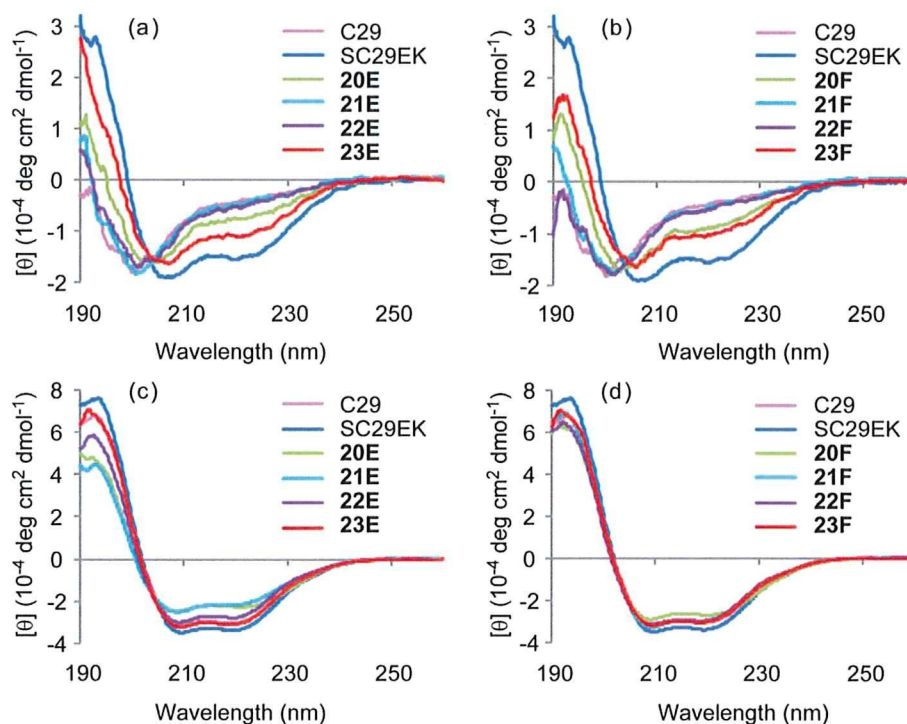 (a)
C29
SC29EK
20E
21E
22E
23E
[θ] (10⁻⁴ deg cm² dmol⁻¹)
3
2
1
0
-1
-2
190 210 230 250
Wavelength (nm)
(b)
C29
SC29EK
20F
21F
22F
23F
[θ] (10⁻⁴ deg cm² dmol⁻¹)
3
2
1
0
-1
-2
190 210 230 250
Wavelength (nm)
(c)
C29
SC29EK
20E
21E
22E
23E
[θ] (10⁻⁴ deg cm² dmol⁻¹)
8
6
4
2
0
-2
-4
190 210 230 250
Wavelength (nm)
(d)
C29
SC29EK
20F
21F
22F
23F
[θ] (10⁻⁴ deg cm² dmol⁻¹)
8
6
4
2
0
-2
-4
190 210 230 250
Wavelength (nm)